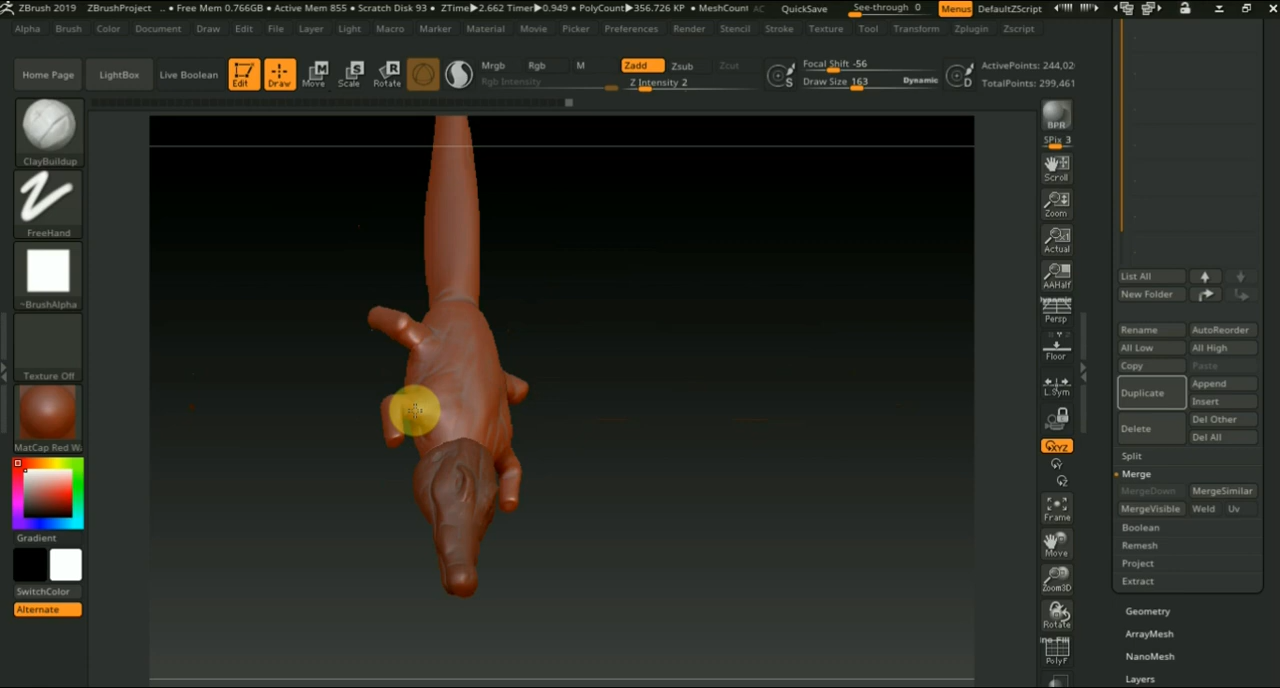 ZBrush 2019 ZBrushProject .. • Free Mem 0.766GB • Active Mem 855 • Scratch Disk 93 • ZTime▶2.662 Timer▶0.949 • PolyCount▶356.726 KP • MeshCount AC QuickSave See-through 0 Menus DefaultZScript
Alpha Brush Color Document Draw Edit File Layer Light Macro Marker Material Movie Picker Preferences Render Stencil Stroke Texture Tool Transform Zplugin Zscript
Home Page LightBox Live Boolean Edit Draw Move Scale Rotate
Mrgb Rgb M
Rgb Intensity
Zadd Zsub Zcut
Z Intensity 2
Focal Shift -56
Draw Size 163 Dynamic
ActivePoints: 244,02
TotalPoints: 299,461
ClayBuildup
FreeHand
~BrushAlpha
Texture Off
MatCap Red W
Gradient
SwitchColor
Alternate
BPR
SPix 3
Scroll
Zoom
Actual
AAHalf
Dynamic
Persp
Floor
L.Sym
XYZ
Y
Z
Frame
Move
Zoom3D
Rotate
PolyF
List All
New Folder
Rename AutoReorder
All Low All High
Copy Paste
Duplicate Append
Insert
Delete Del Other
Del All
Split
Merge
MergeDown MergeSimilar
MergeVisible Weld Uv
Boolean
Remesh
Project
Extract
Geometry
ArrayMesh
NanoMesh
Layers